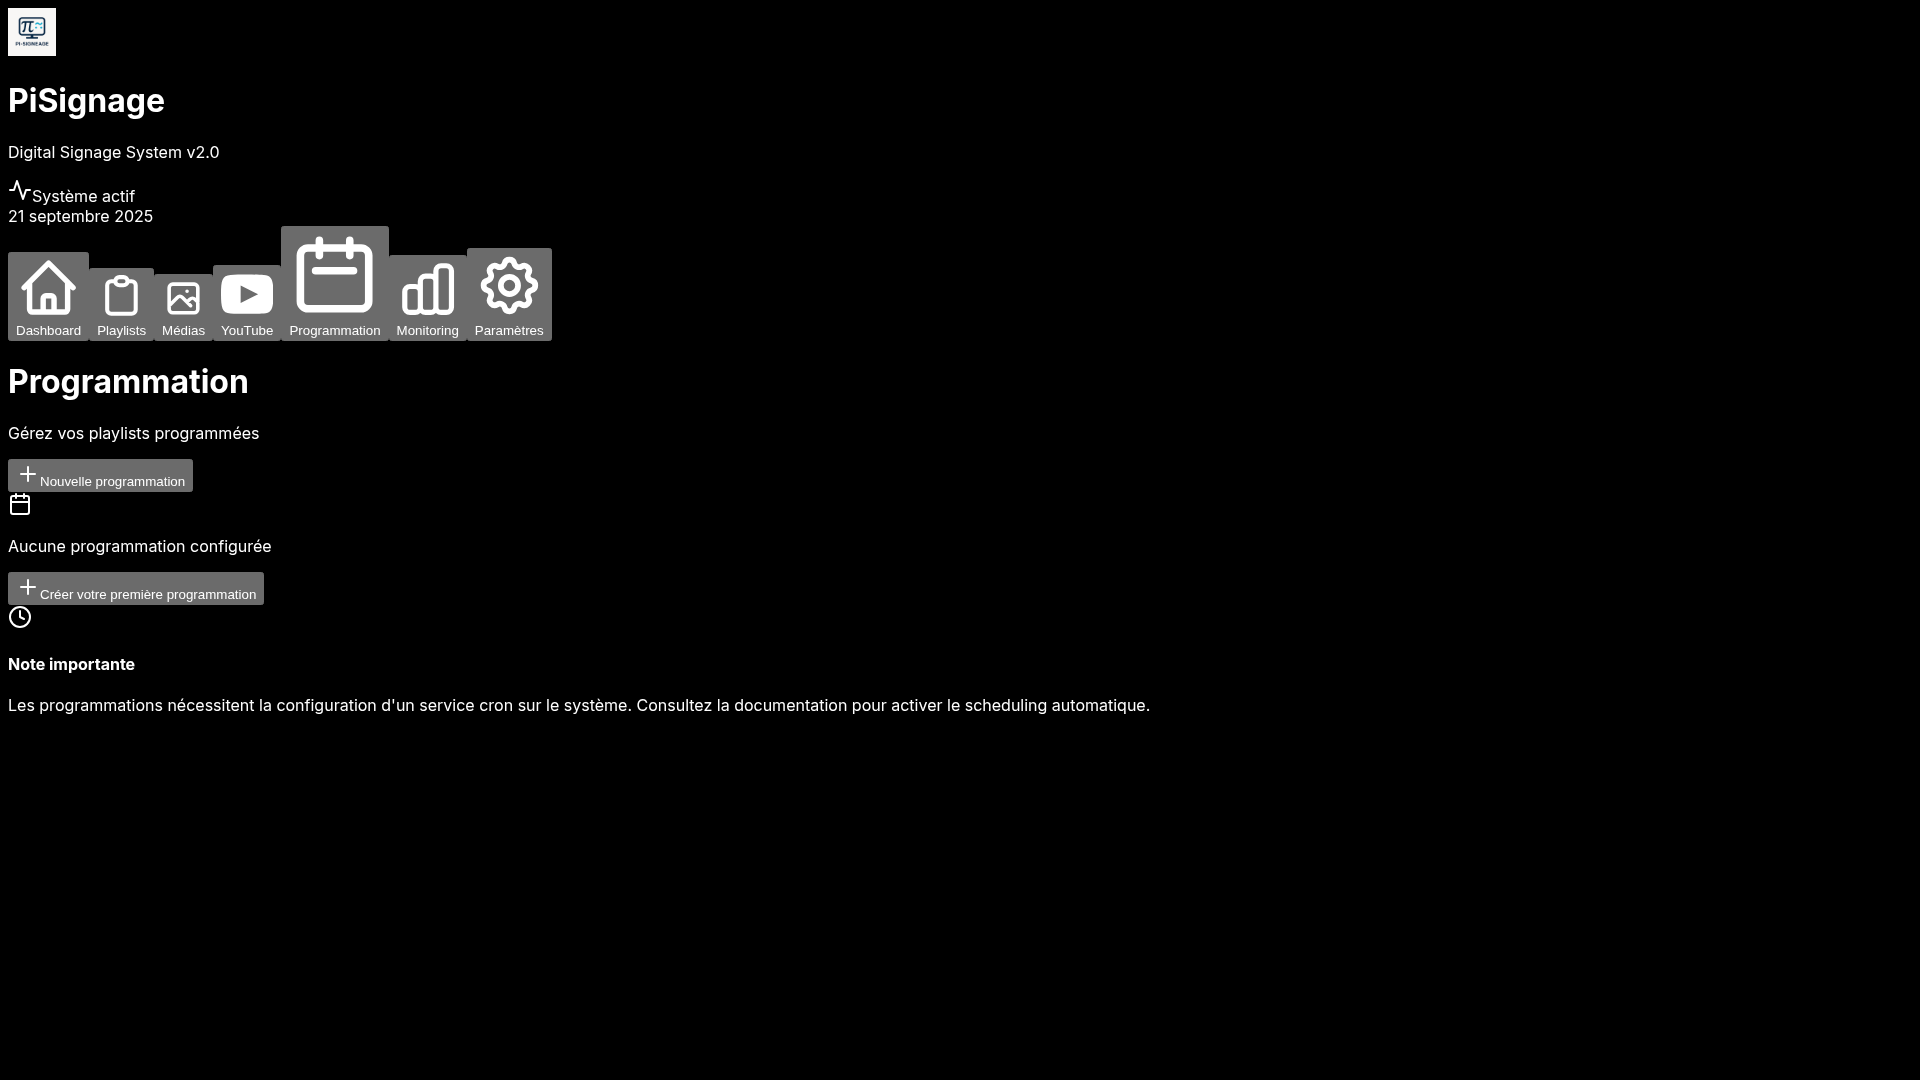 PI-SIGNEADE
PiSignage
Digital Signage System v2.0
Système actif
21 septembre 2025
Dashboard Playlists Médias YouTube Programmation Monitoring Paramètres
Programmation
Gérez vos playlists programmées
Nouvelle programmation
Aucune programmation configurée
Créer votre première programmation
Note importante
Les programmations nécessitent la configuration d'un service cron sur le système. Consultez la documentation pour activer le scheduling automatique.